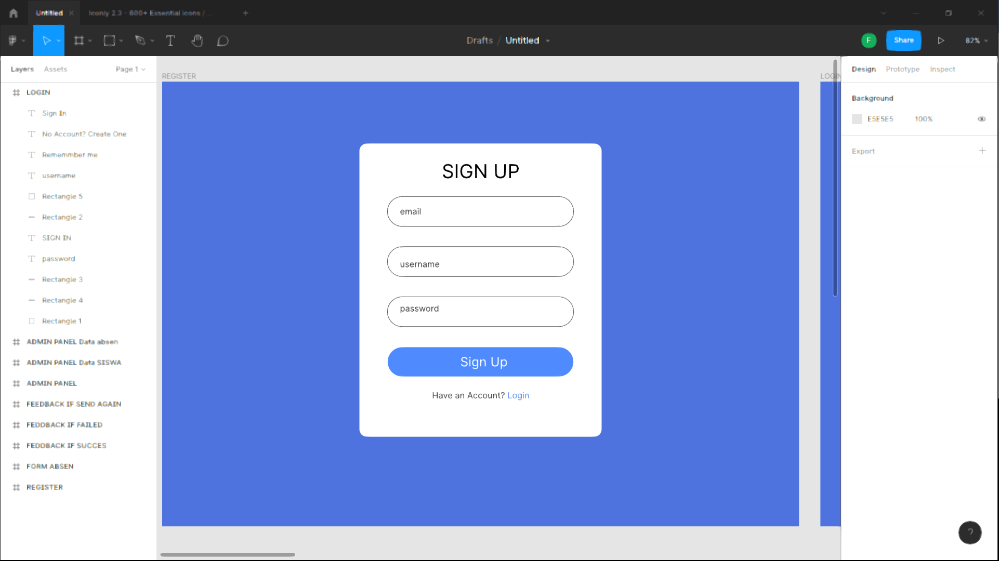 Untitled
Iconly 2.3 - 600+ Essential icons / ...
Drafts / Untitled
F
Share
82%
Layers
Assets
Page 1
LOGIN
Sign In
No Account? Create One
Rememmber me
username
Rectangle 5
Rectangle 2
SIGN IN
password
Rectangle 3
Rectangle 4
Rectangle 1
ADMIN PANEL Data absen
ADMIN PANEL Data SISWA
ADMIN PANEL
FEEDBACK IF SEND AGAIN
FEDDBACK IF FAILED
FEDDBACK IF SUCCES
FORM ABSEN
REGISTER
REGISTER
SIGN UP
email
username
password
Sign Up
Have an Account? Login
LOGIN
Design
Prototype
Inspect
Background
E5E5E5
100%
Export
?